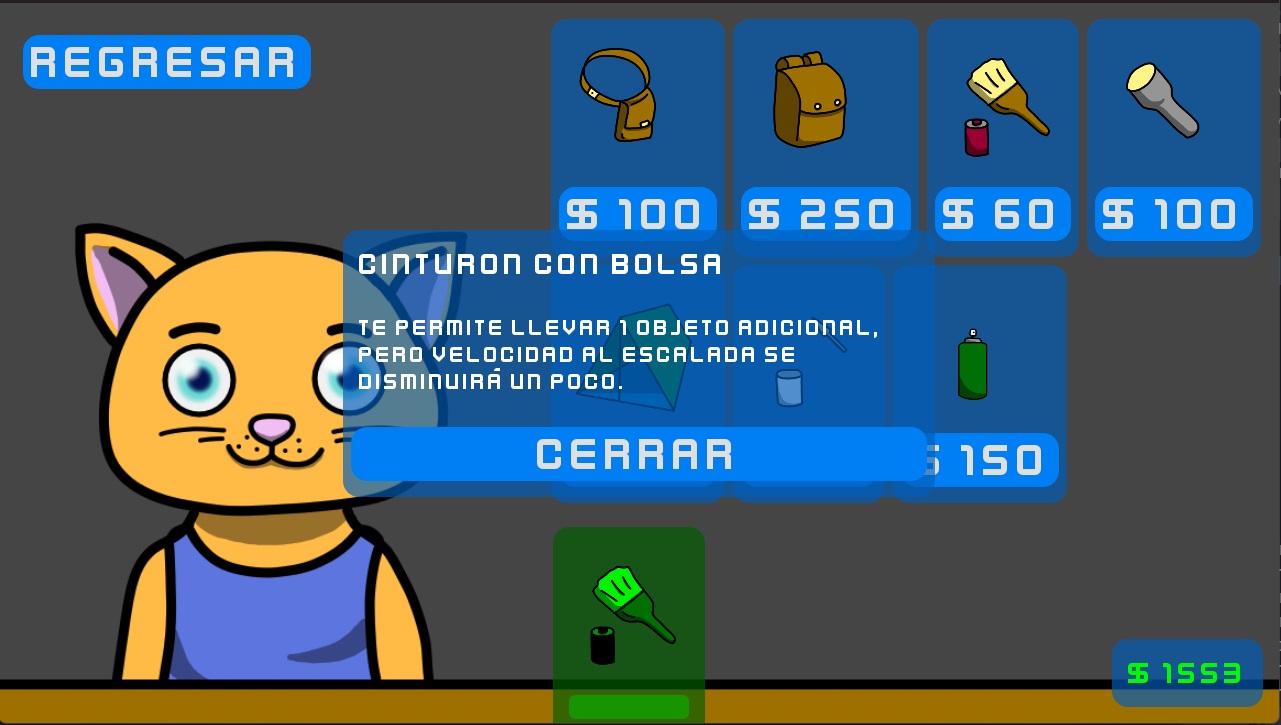 REGRESAR
$ 100
$ 250
$ 60
$ 100
CINTURON CON BOLSA
TE PERMITE LLEVAR 1 OBJETO ADICIONAL,
PERO VELOCIDAD AL ESCALADA SE
DISMINUIRÁ UN POCO.
CERRAR
$ 150
$ 1553